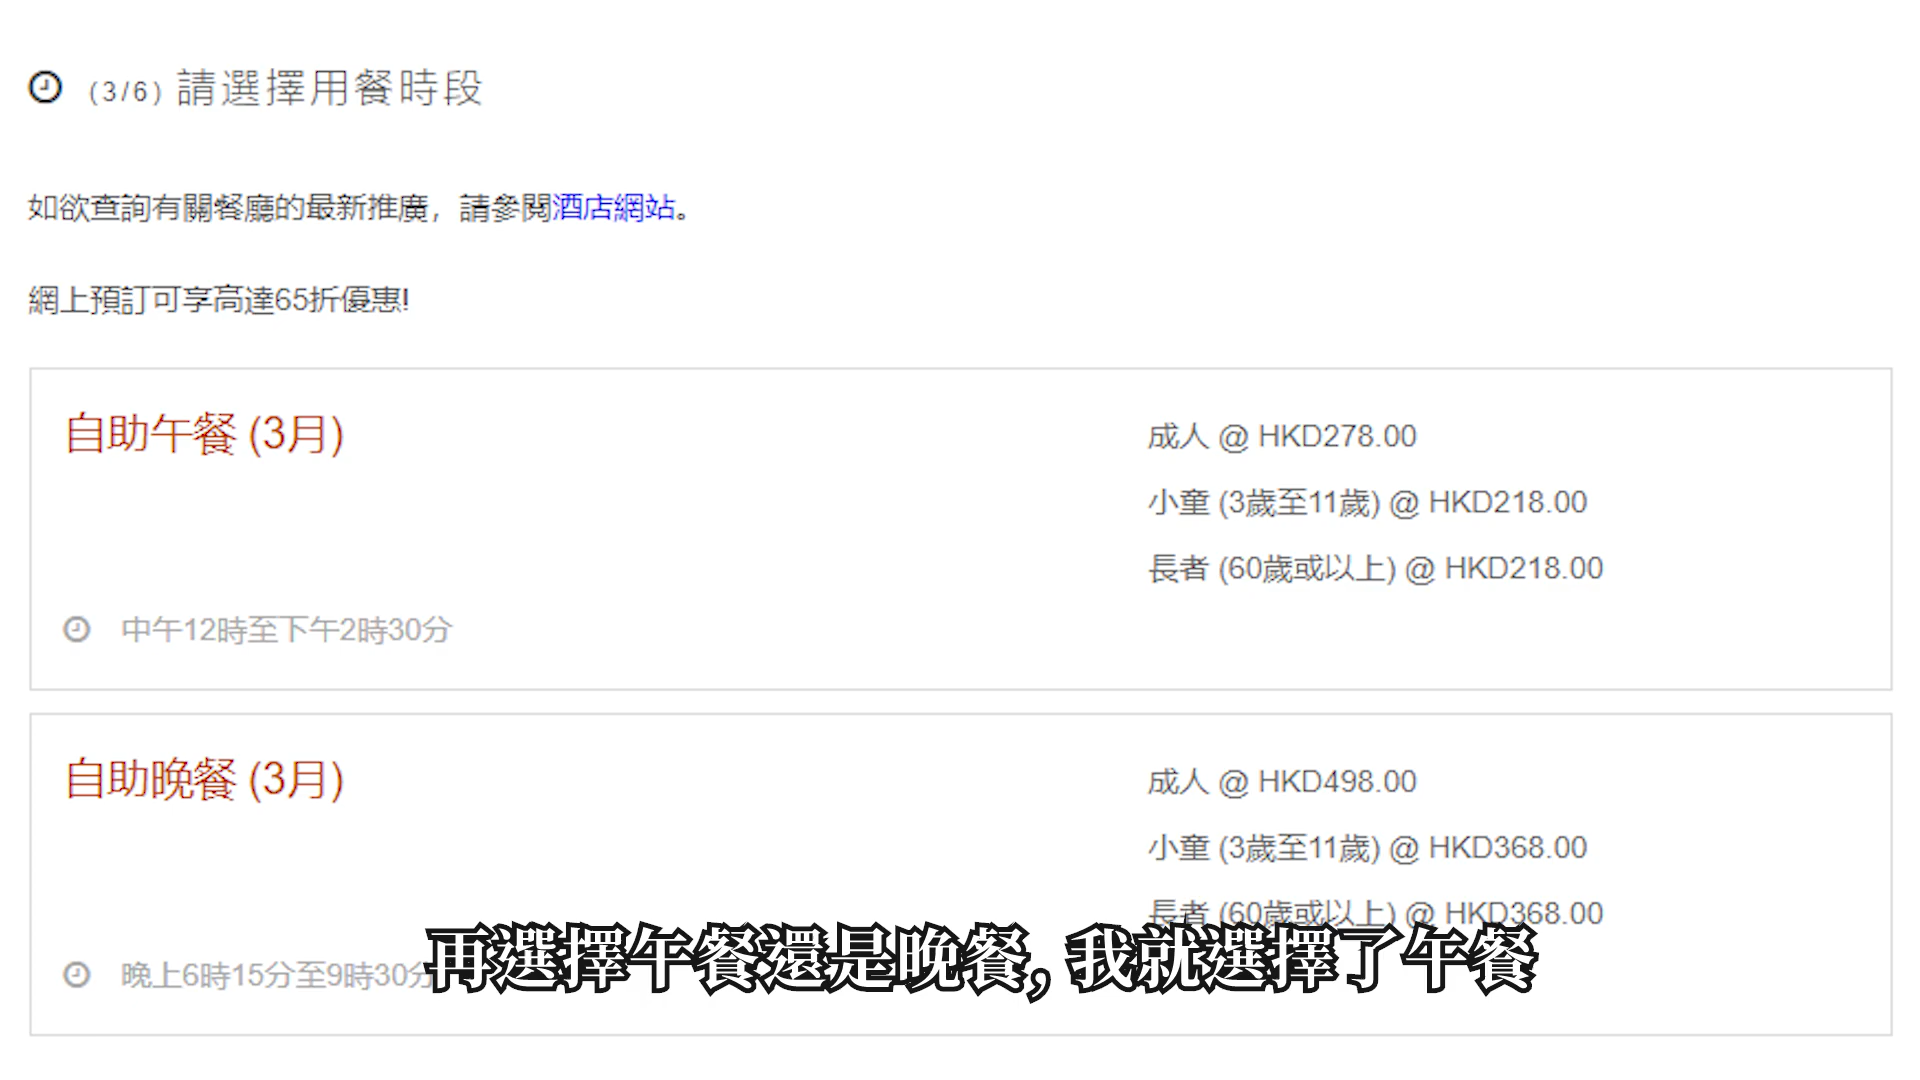 (3/6) 請選擇用餐時段
如欲查詢有關餐廳的最新推廣，請參閱酒店網站。
網上預訂可享高達65折優惠!
自助午餐 (3月)
成人 @ HKD278.00
小童 (3歲至11歲) @ HKD218.00
長者 (60歲或以上) @ HKD218.00
中午12時至下午2時30分
自助晚餐 (3月)
成人 @ HKD498.00
小童 (3歲至11歲) @ HKD368.00
長者 (60歲或以上) @ HKD368.00
晚上6時15分至9時30分
再選擇午餐還是晚餐, 我就選擇了午餐